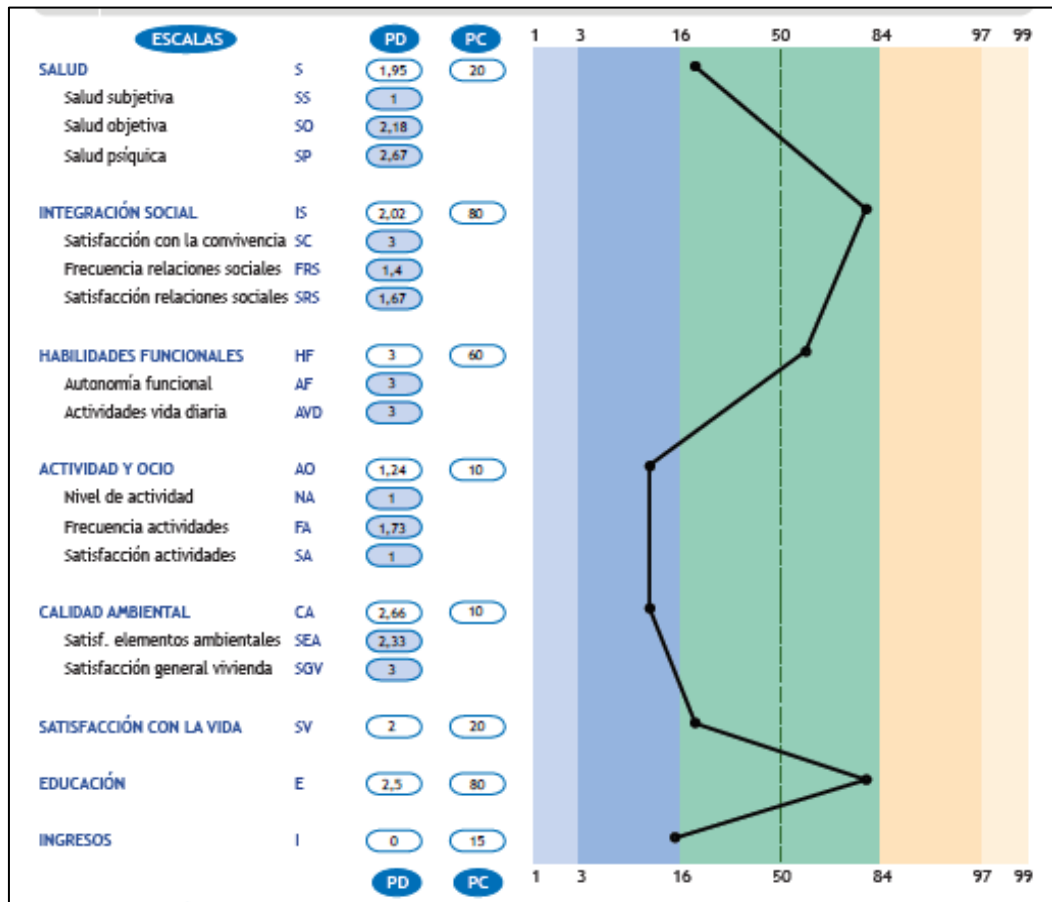 ESCALAS PD PC 1 3 16 50 84 97 99
SALUD S 1,95 20
Salud subjetiva SS 1
Salud objetiva SO 2,18
Salud psíquica SP 2,67
INTEGRACIÓN SOCIAL IS 2,02 80
Satisfacción con la convivencia SC 3
Frecuencia relaciones sociales FRS 1,4
Satisfacción relaciones sociales SRS 1,67
HABILIDADES FUNCIONALES HF 3 60
Autonomía funcional AF 3
Actividades vida diaria AVD 3
ACTIVIDAD Y OCIO AO 1,24 10
Nivel de actividad NA 1
Frecuencia actividades FA 1,73
Satisfacción actividades SA 1
CALIDAD AMBIENTAL CA 2,66 10
Satisf. elementos ambientales SEA 2,33
Satisfacción general vivienda SGV 3
SATISFACCIÓN CON LA VIDA SV 2 20
EDUCACIÓN E 2,5 80
INGRESOS I 0 15
PD PC 1 3 16 50 84 97 99